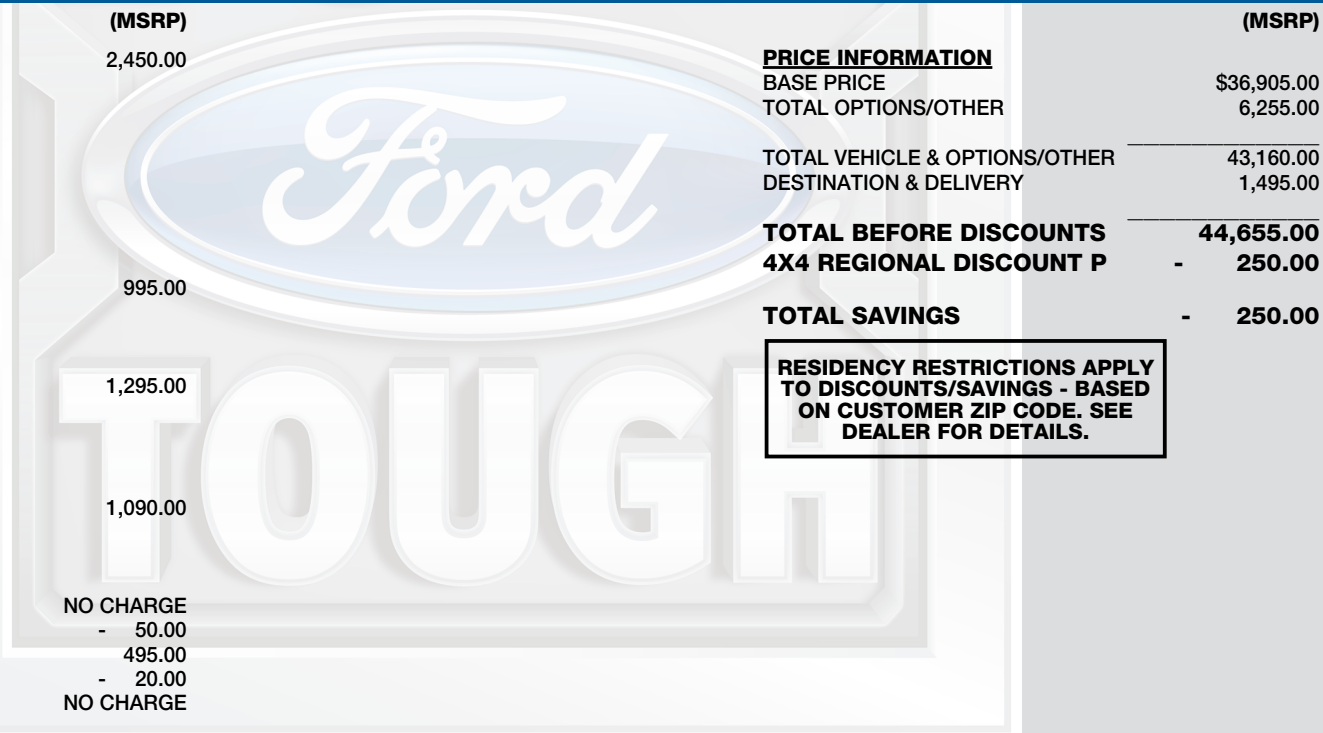 (MSRP)
2,450.00
995.00
1,295.00
1,090.00
NO CHARGE
- 50.00
495.00
- 20.00
NO CHARGE
Ford
TOUGH
(MSRP)
PRICE INFORMATION
BASE PRICE $36,905.00
TOTAL OPTIONS/OTHER 6,255.00
TOTAL VEHICLE & OPTIONS/OTHER 43,160.00
DESTINATION & DELIVERY 1,495.00
TOTAL BEFORE DISCOUNTS 44,655.00
4X4 REGIONAL DISCOUNT P - 250.00
TOTAL SAVINGS - 250.00
RESIDENCY RESTRICTIONS APPLY
TO DISCOUNTS/SAVINGS - BASED
ON CUSTOMER ZIP CODE. SEE
DEALER FOR DETAILS.